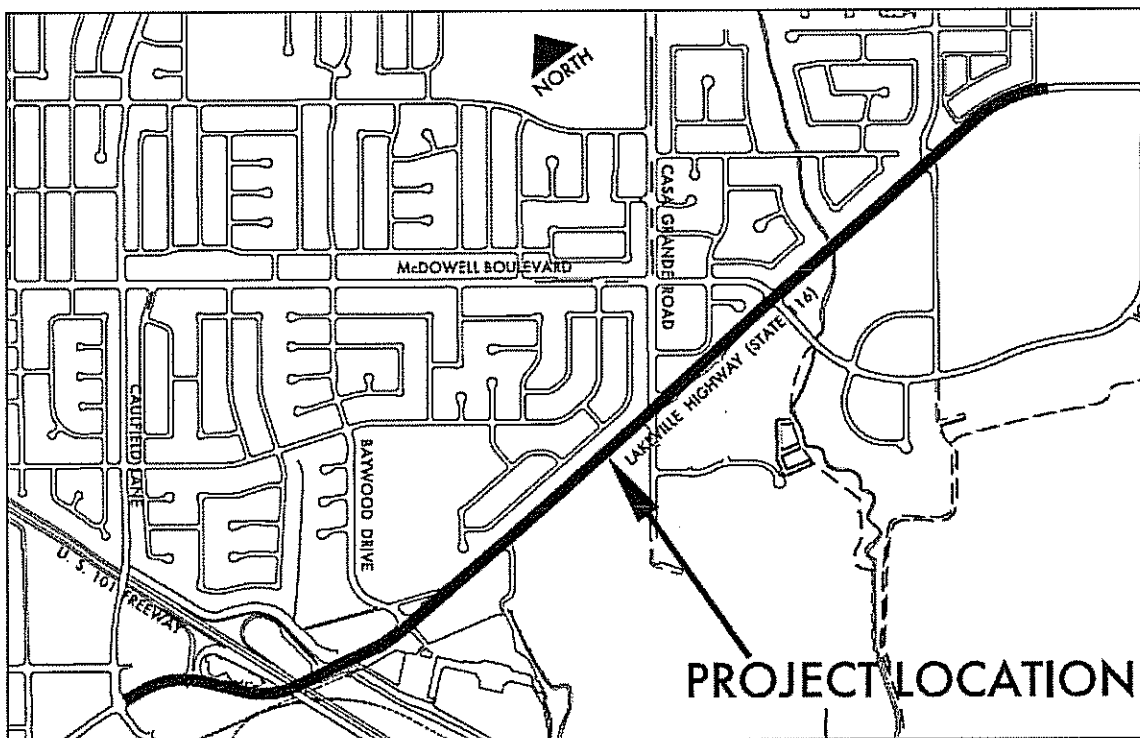 NORTH
CASA GRANDE ROAD
McDOWELL BOULEVARD
LAKEVILLE HIGHWAY (STATE 116)
CAULFIELD LANE
BAYWOOD DRIVE
U. S. 101 FREEWAY
PROJECT LOCATION